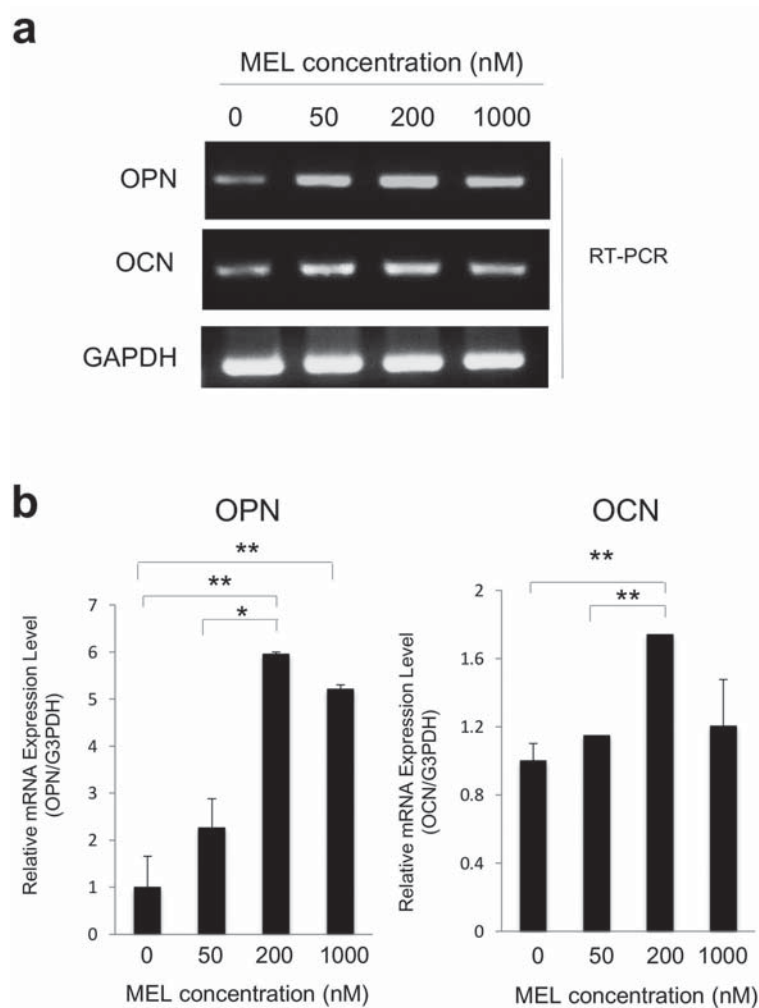 a
MEL concentration (nM)
0 50 200 1000
OPN
OCN
GAPDH
RT-PCR
b
OPN
**
**
*
Relative mRNA Expression Level
(OPN/G3PDH)
7
6
5
4
3
2
1
0
0 50 200 1000
MEL concentration (nM)
OCN
**
**
Relative mRNA Expression Level
(OCN/G3PDH)
2
1.6
1.2
0.8
0.4
0
0 50 200 1000
MEL concentration (nM)